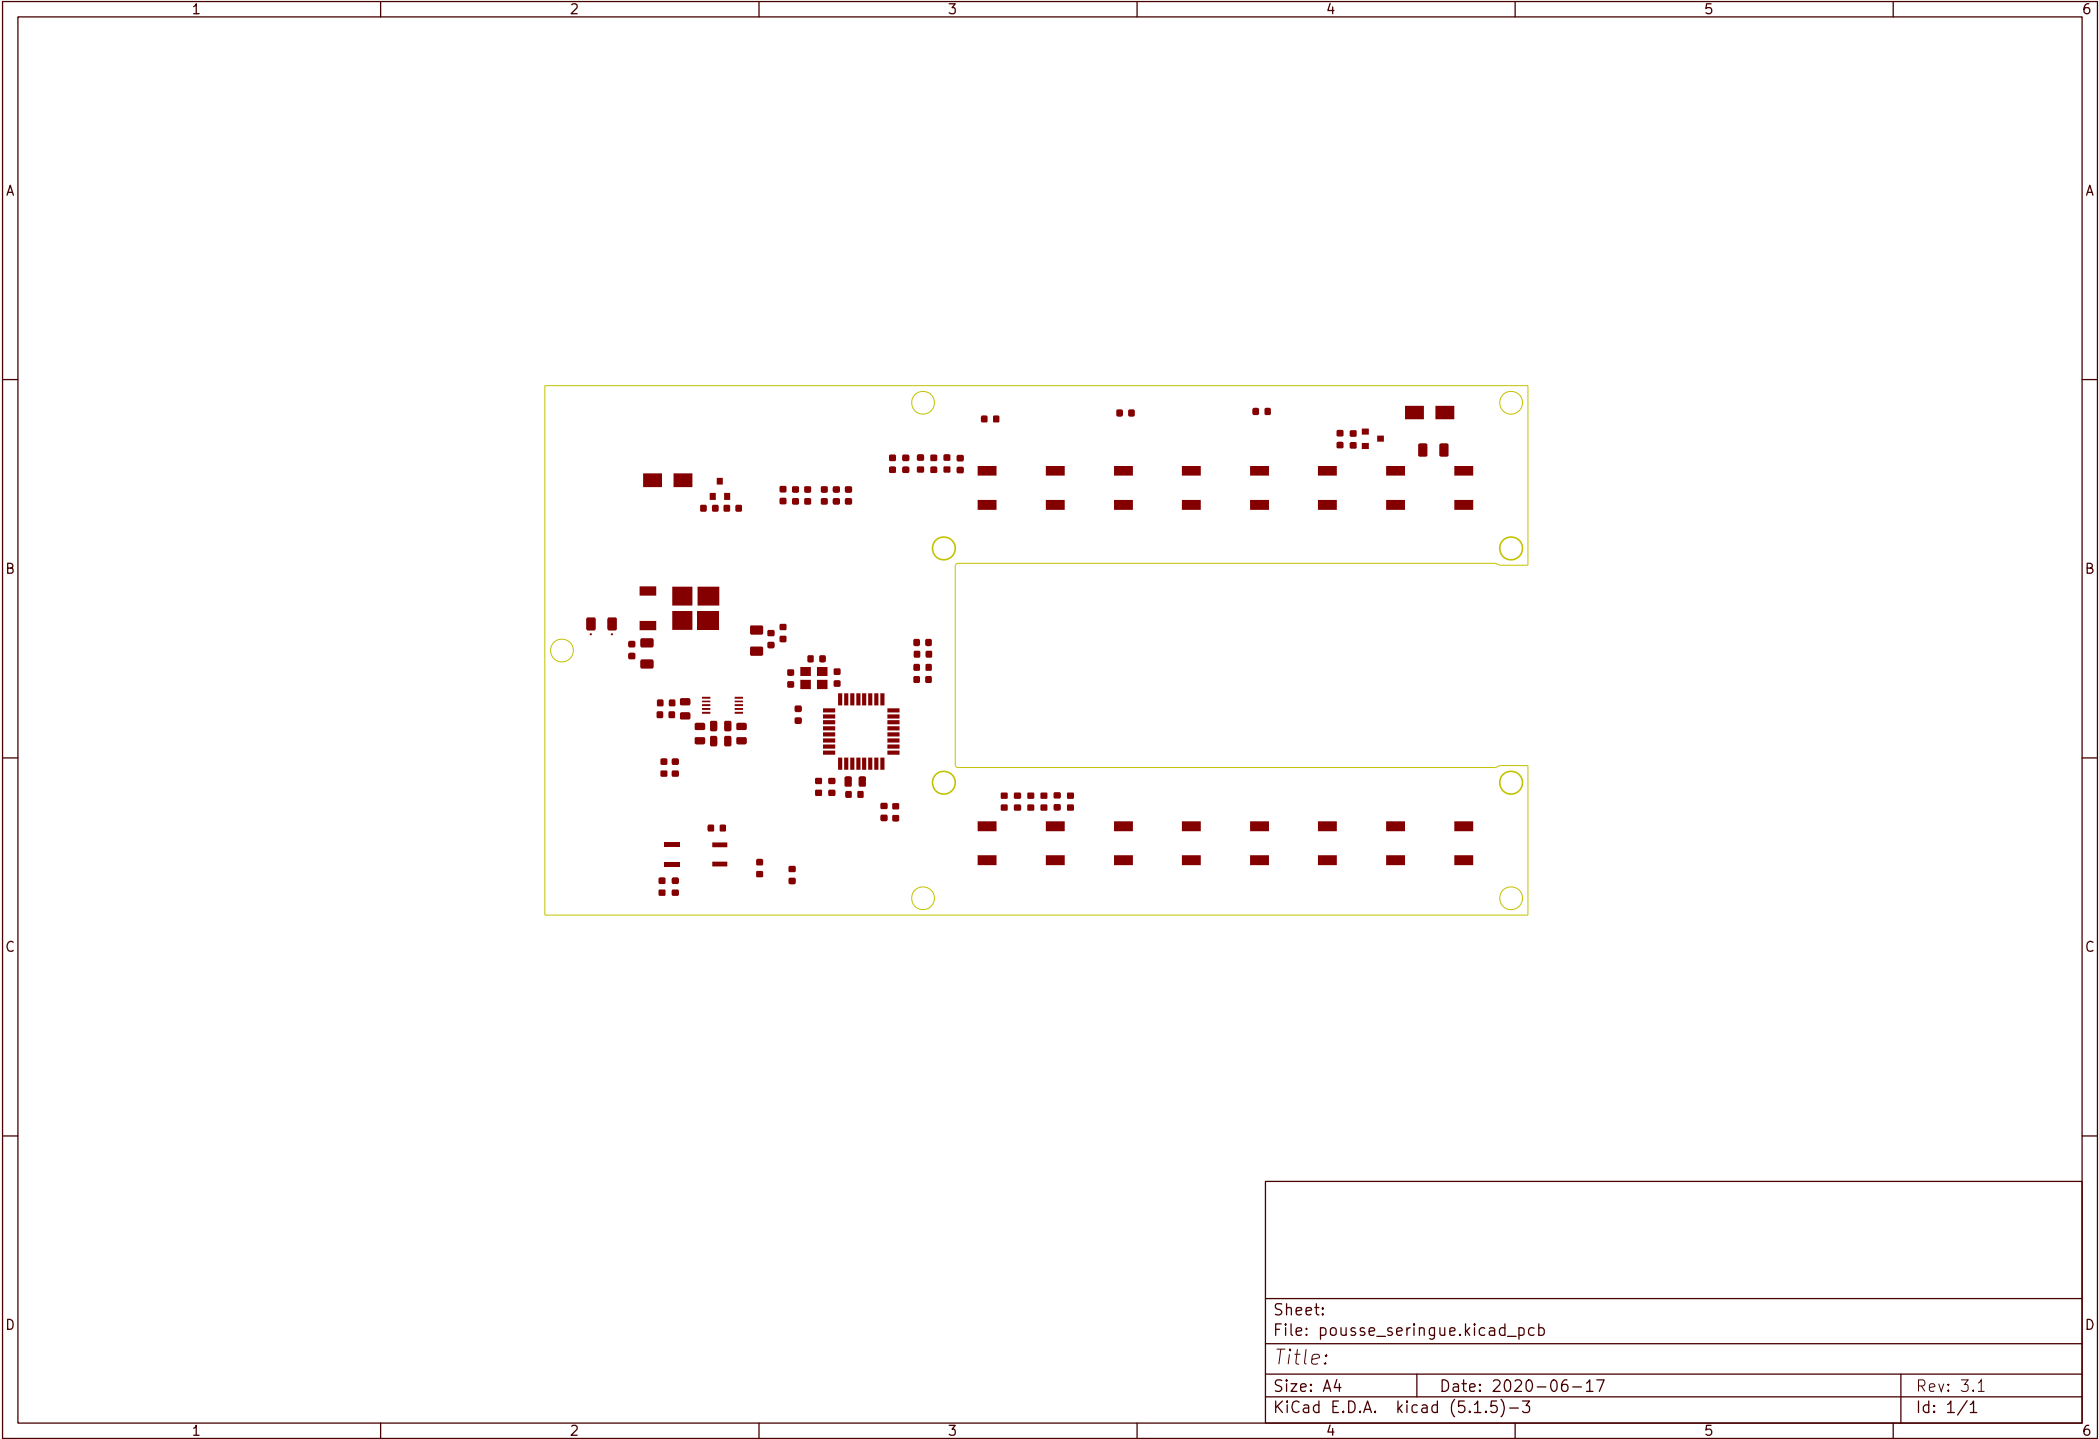 1 2 3 4 5 6
A A
B B
C C
Sheet:
File: pousse_seringue.kicad_pcb
D D
Title:
Size: A4 Date: 2020-06-17 Rev: 3.1
KiCad E.D.A. kicad (5.1.5)-3 Id: 1/1
1 2 3 4 5 6